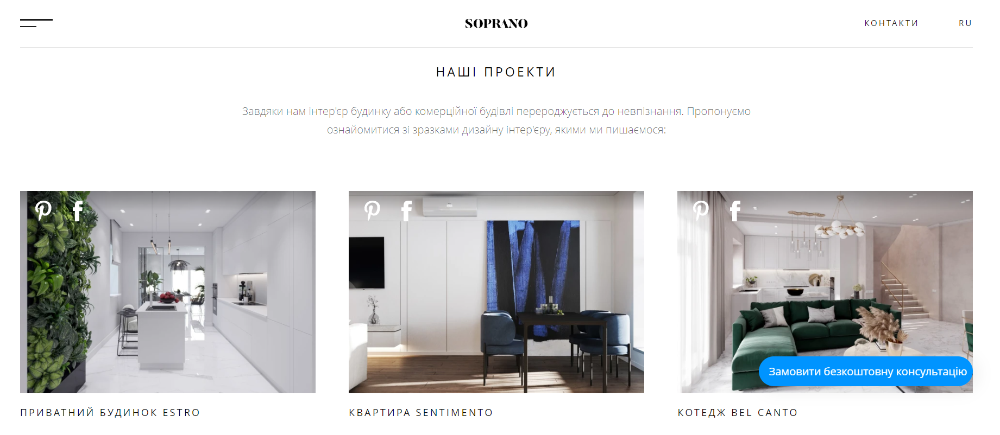 SOPRANO
КОНТАКТИ
RU
НАШІ ПРОЕКТИ
Завдяки нам інтер'єр будинку або комерційної будівлі перероджується до невпізнання. Пропонуємо
ознайомитися зі зразками дизайну інтер'єру, якими ми пишаємося:
Замовити безкоштовну консультацію
ПРИВАТНИЙ БУДИНОК ESTRO
КВАРТИРА SENTIMENTO
КОТЕДЖ BEL CANTO